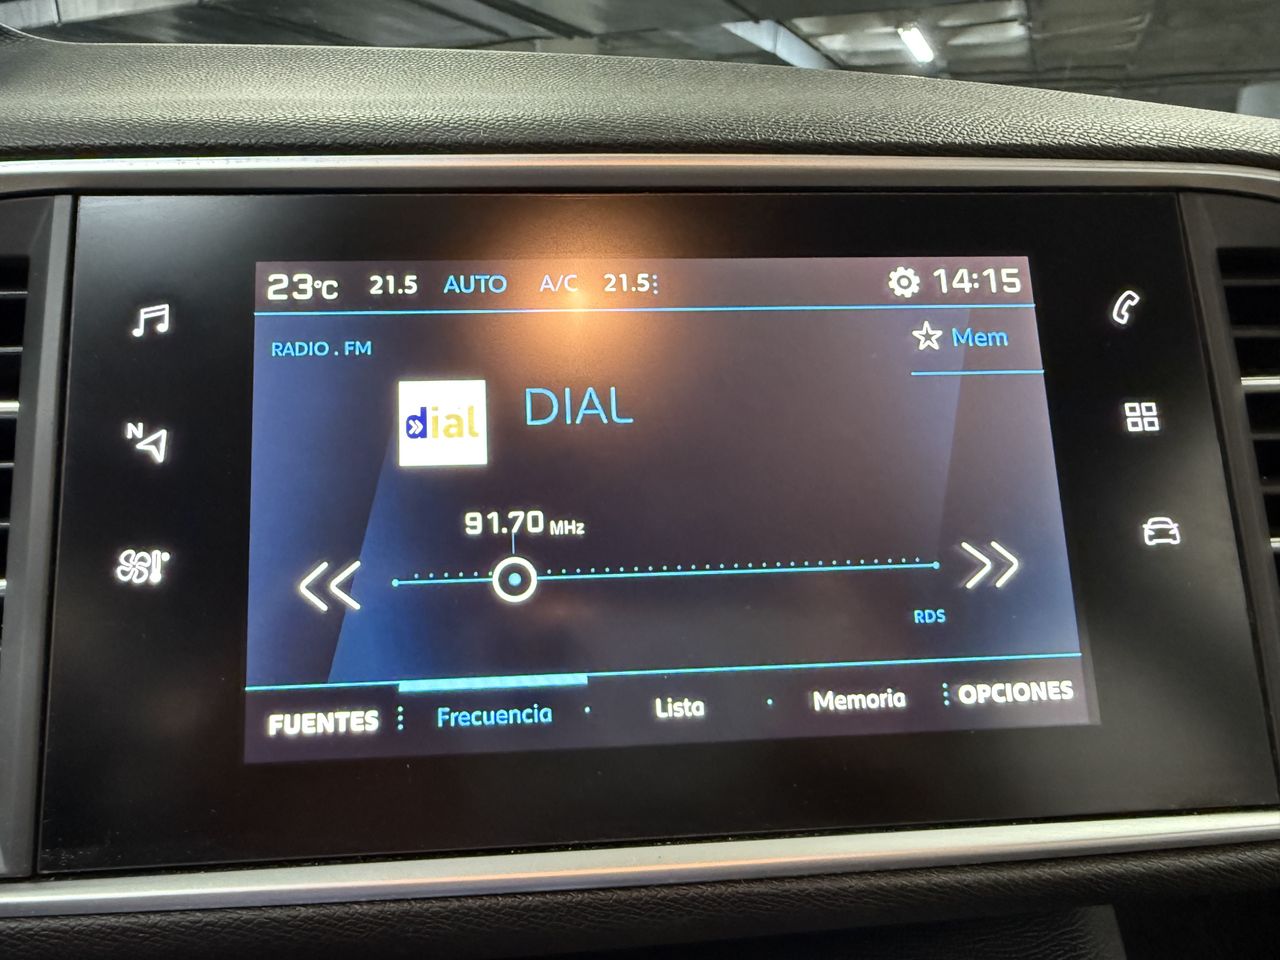 23°C 21.5 AUTO A/C 21.5 14:15
RADIO . FM
Mem
dial
DIAL
91.70 MHz
RDS
FUENTES Frecuencia Lista Memoria OPCIONES
N